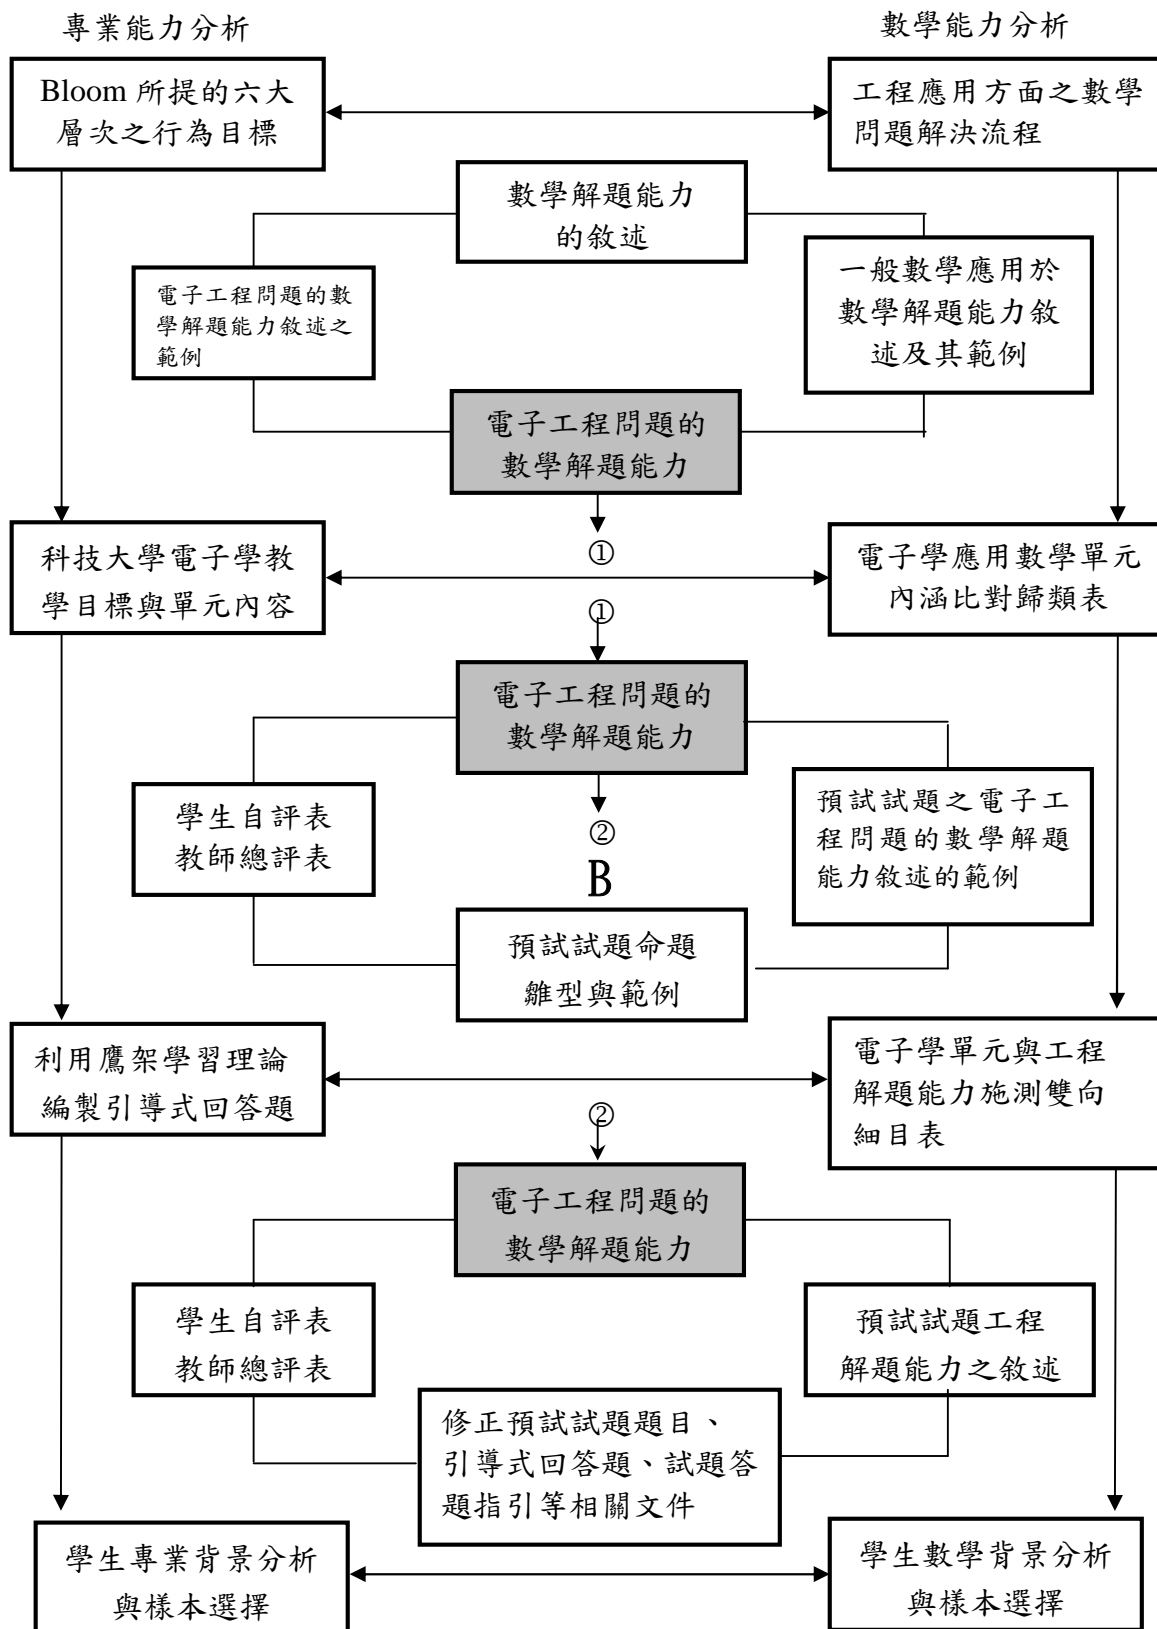 專業能力分析
數學能力分析
Bloom 所提的六大
層次之行為目標
工程應用方面之數學
問題解決流程
數學解題能力
的敘述
電子工程問題的數
學解題能力敘述之
範例
一般數學應用於
數學解題能力敘
述及其範例
電子工程問題的
數學解題能力
①
科技大學電子學教
學目標與單元內容
電子學應用數學單元
內涵比對歸類表
①
電子工程問題的
數學解題能力
學生自評表
教師總評表
②
B
預試試題之電子工
程問題的數學解題
能力敘述的範例
預試試題命題
雛型與範例
利用鷹架學習理論
編製引導式回答題
電子學單元與工程
解題能力施測雙向
細目表
②
電子工程問題的
數學解題能力
學生自評表
教師總評表
預試試題工程
解題能力之敘述
修正預試試題題目、
引導式回答題、試題答
題指引等相關文件
學生專業背景分析
與樣本選擇
學生數學背景分析
與樣本選擇